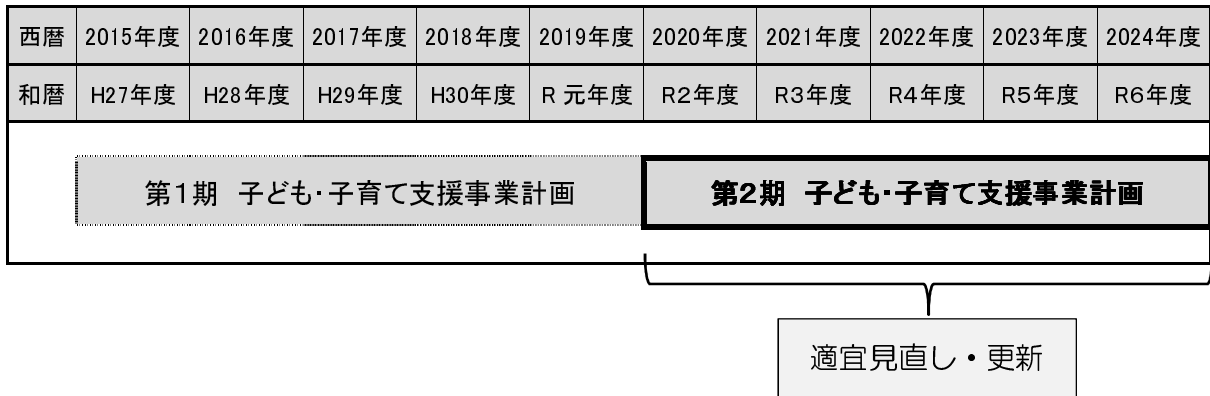 西暦 2015年度 2016年度 2017年度 2018年度 2019年度 2020年度 2021年度 2022年度 2023年度 2024年度
和暦 H27年度 H28年度 H29年度 H30年度 R元年度 R2年度 R3年度 R4年度 R5年度 R6年度
第1期 子ども・子育て支援事業計画 第2期 子ども・子育て支援事業計画
適宜見直し・更新